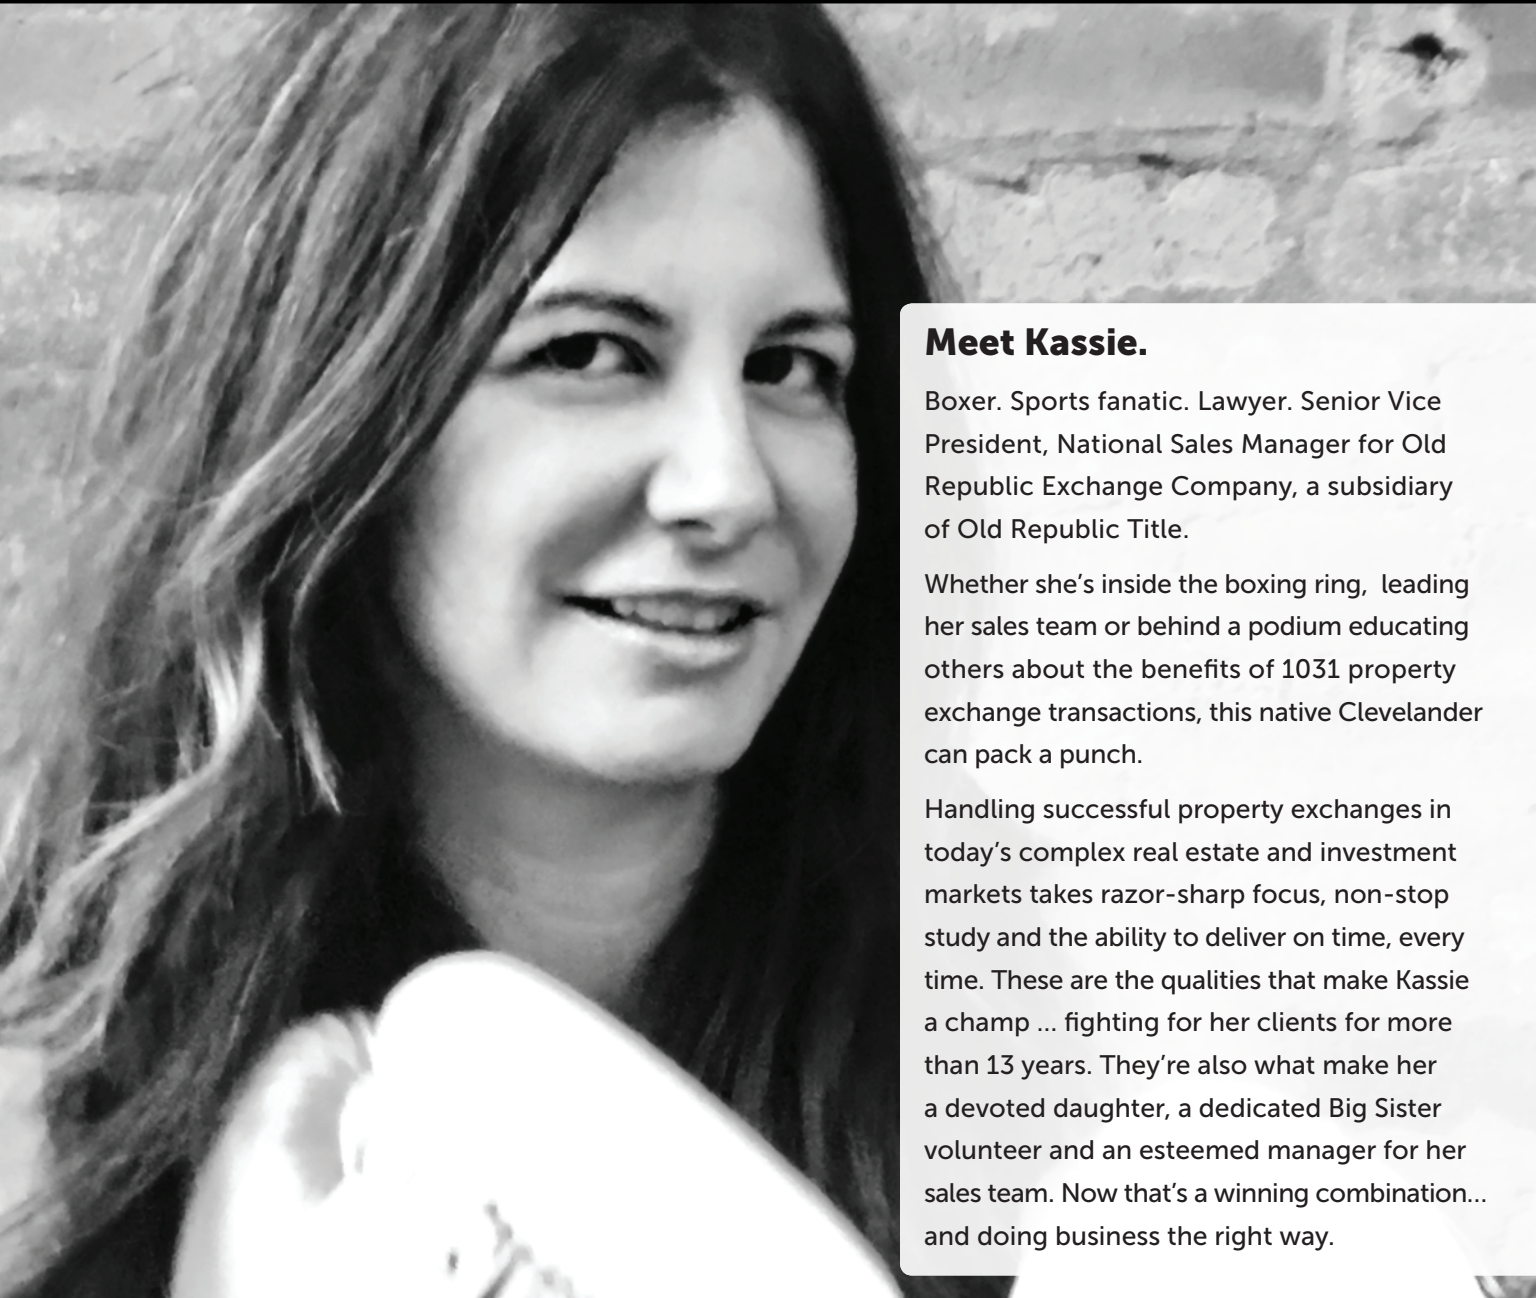 Meet Kassie.
Boxer. Sports fanatic. Lawyer. Senior Vice
President, National Sales Manager for Old
Republic Exchange Company, a subsidiary
of Old Republic Title.
Whether she’s inside the boxing ring,  leading
her sales team or behind a podium educating
others about the benefits of 1031 property
exchange transactions, this native Clevelander
can pack a punch.
Handling successful property exchanges in
today’s complex real estate and investment
markets takes razor-sharp focus, non-stop
study and the ability to deliver on time, every
time. These are the qualities that make Kassie
a champ ... fighting for her clients for more
than 13 years. They’re also what make her
a devoted daughter, a dedicated Big Sister
volunteer and an esteemed manager for her
sales team. Now that’s a winning combination...
and doing business the right way.